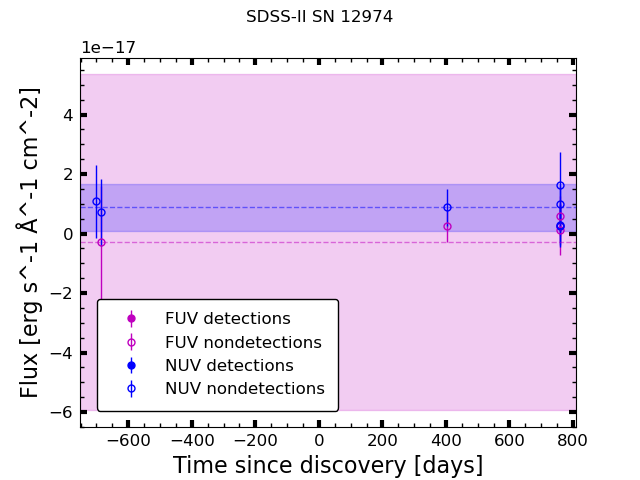 SDSS-II SN 12974
1e−17
Flux [erg s^-1 Å^-1 cm^-2]
4
2
0
−2
−4
−6
FUV detections
FUV nondetections
NUV detections
NUV nondetections
−600 −400 −200 0 200 400 600 800
Time since discovery [days]